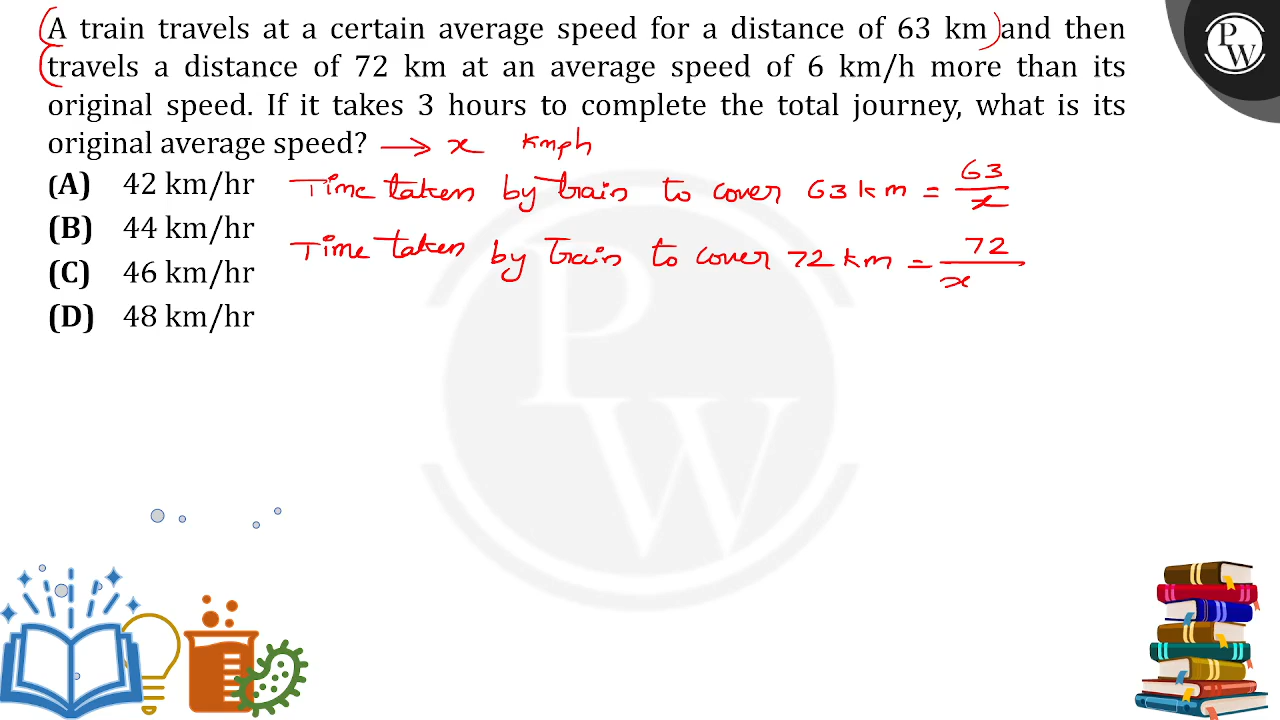 A train travels at a certain average speed for a distance of 63 km and then
travels a distance of 72 km at an average speed of 6 km/h more than its
original speed. If it takes 3 hours to complete the total journey, what is its
original average speed? → x kmph
(A) 42 km/hr Time taken by train to cover 63 km = 63/x
(B) 44 km/hr Time taken by train to cover 72 km = 72/(x
(C) 46 km/hr
(D) 48 km/hr
PW
PW